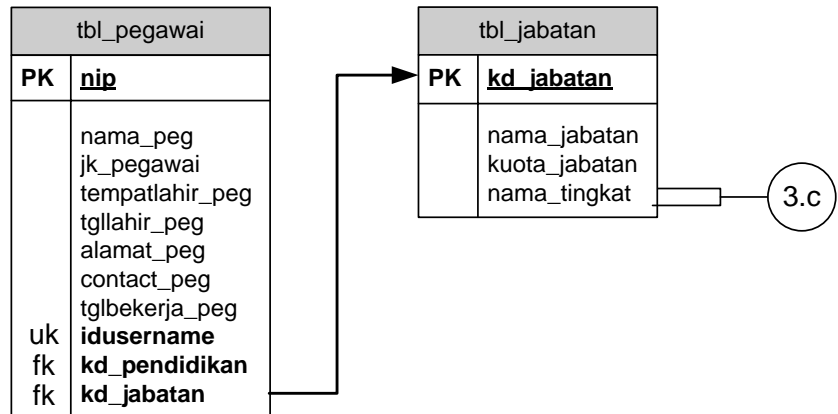 tbl_pegawai
PK nip
nama_peg
jk_pegawai
tempatlahir_peg
tgllahir_peg
alamat_peg
contact_peg
tglbekerja_peg
uk idusername
fk kd_pendidikan
fk kd_jabatan
tbl_jabatan
PK kd_jabatan
nama_jabatan
kuota_jabatan
nama_tingkat
3.c